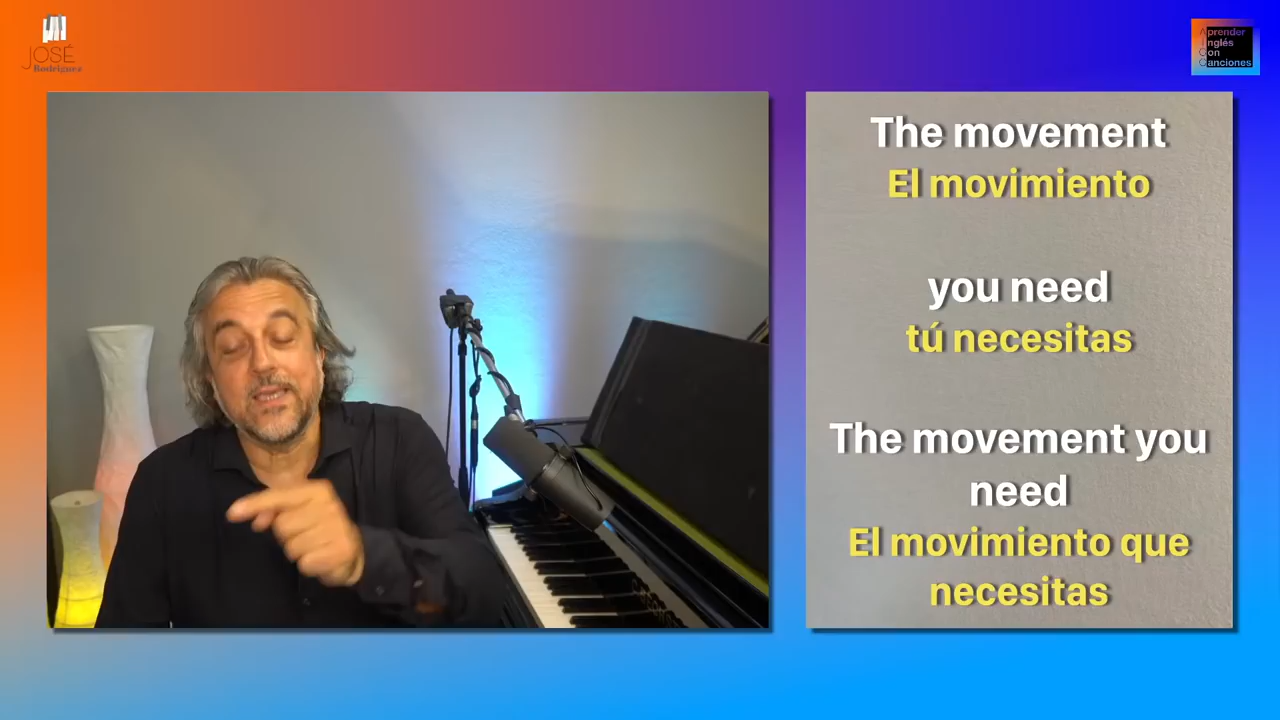 JOSÉ
Rodríguez
Aprender
Inglés
Con
Canciones
The movement
El movimiento
you need
tú necesitas
The movement you
need
El movimiento que
necesitas